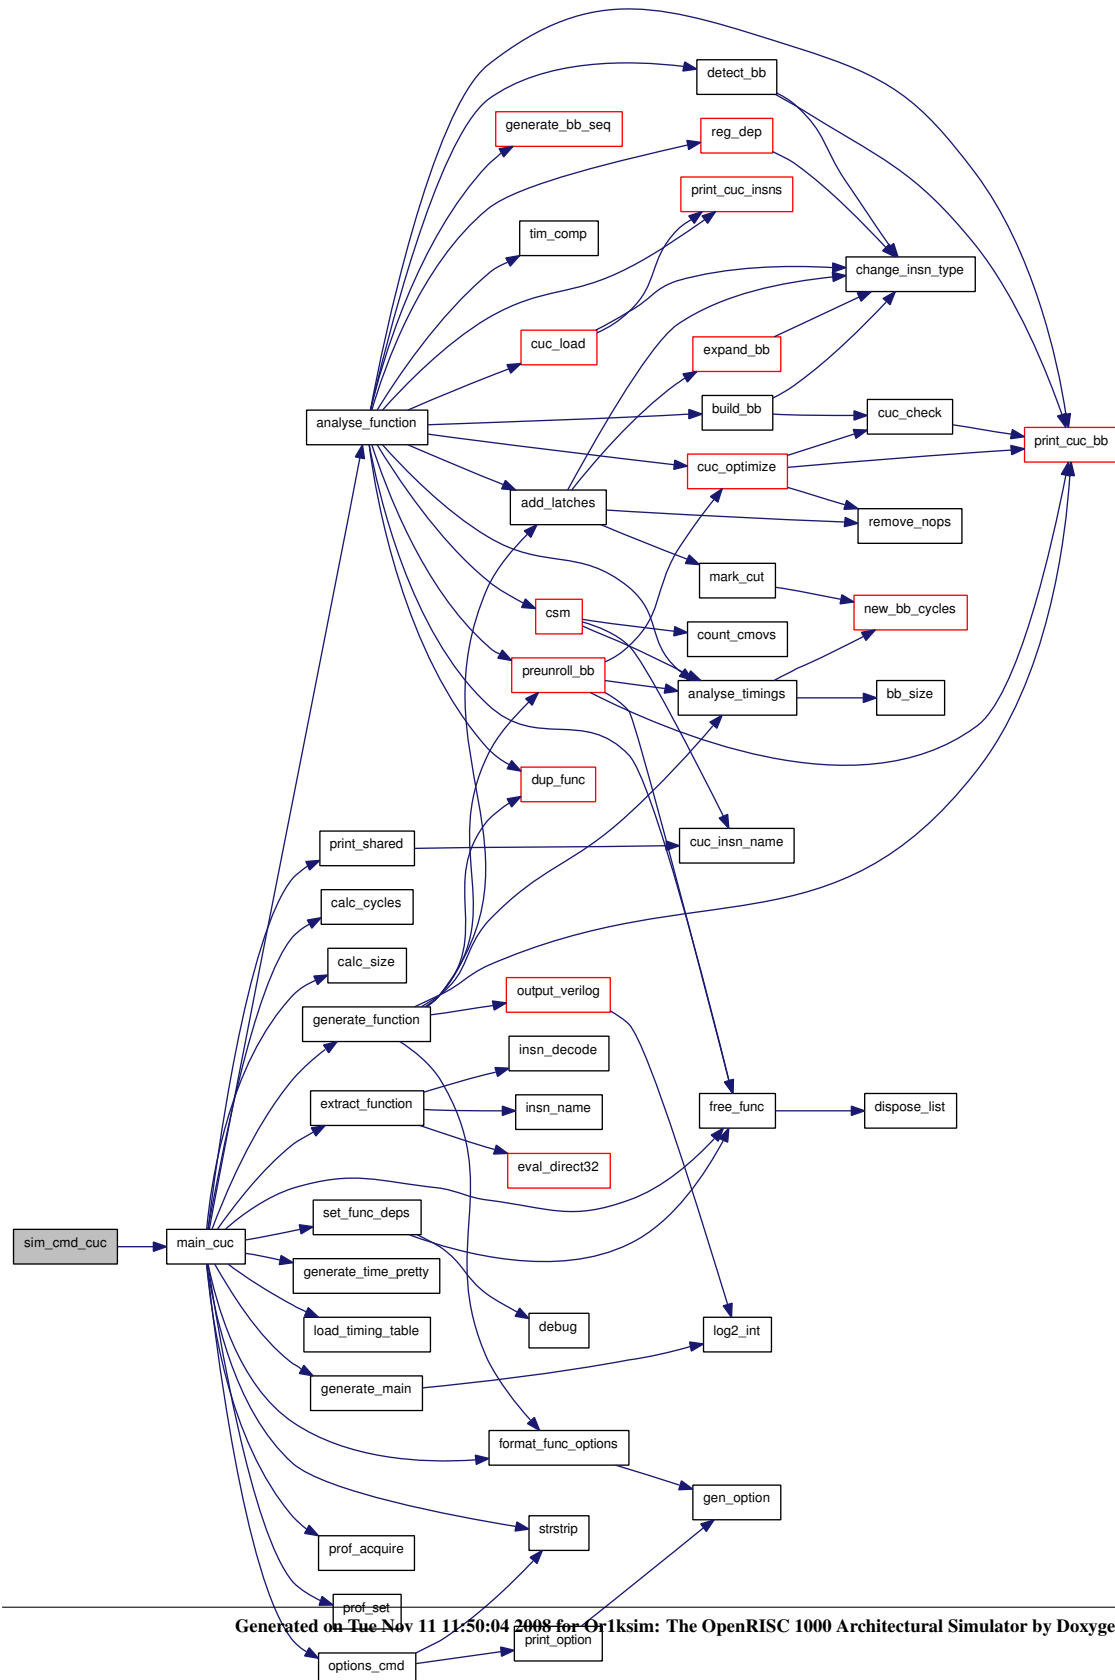 detect_bb
generate_bb_seq
reg_dep
print_cuc_insns
tim_comp
change_insn_type
cuc_load
expand_bb
build_bb
cuc_check
analyse_function
print_cuc_bb
cuc_optimize
add_latches
remove_nops
mark_cut
csm
new_bb_cycles
count_cmovs
preunroll_bb
analyse_timings
bb_size
dup_func
print_shared
cuc_insn_name
calc_cycles
calc_size
output_verilog
generate_function
insn_decode
extract_function
insn_name
free_func
dispose_list
eval_direct32
set_func_deps
sim_cmd_cuc
main_cuc
generate_time_pretty
load_timing_table
debug
log2_int
generate_main
format_func_options
gen_option
strstrip
prof_acquire
prof_set
Generated on Tue Nov 11 11:50:04 2008 for Or1ksim: The OpenRISC 1000 Architectural Simulator by Doxyge
print_option
options_cmd